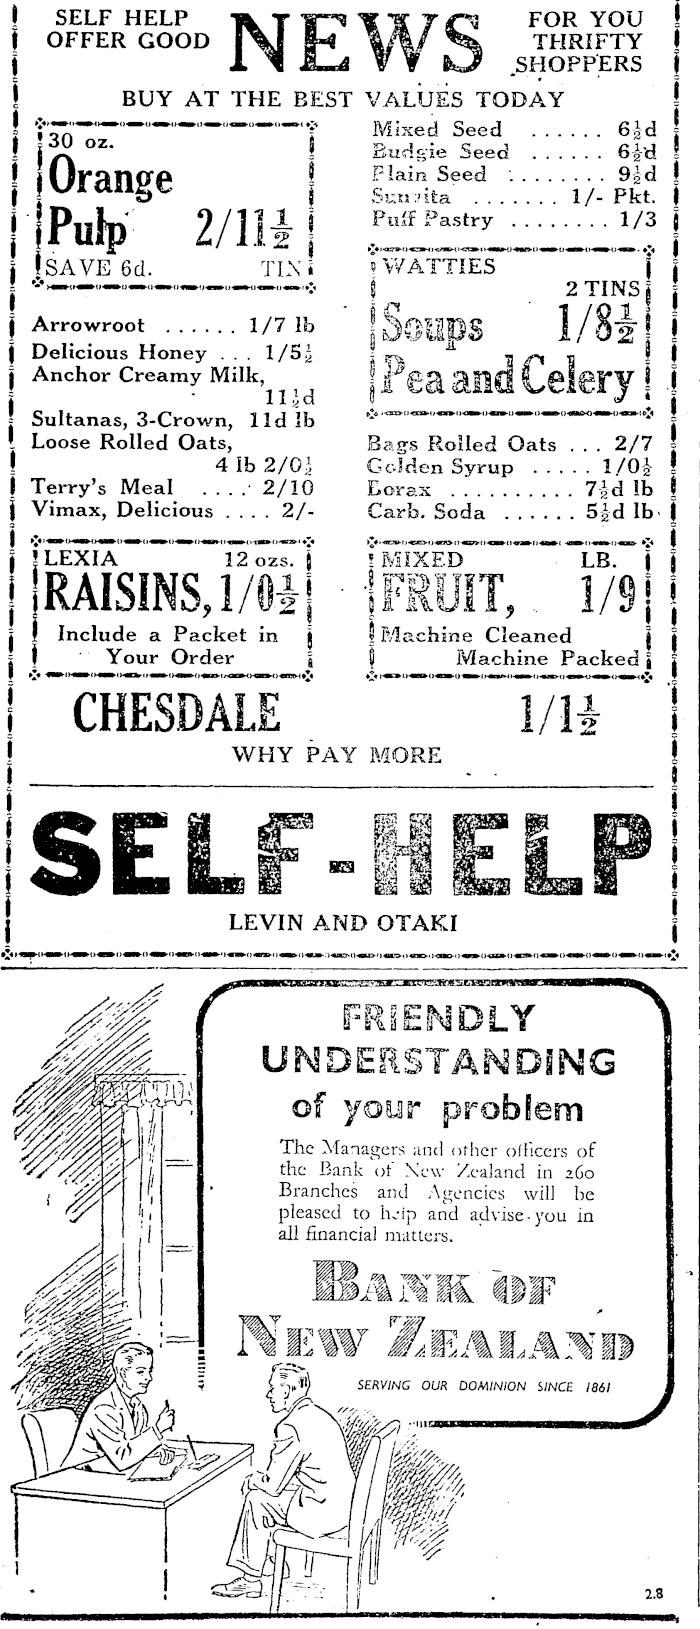 SELF HELP
OFFER GOOD
NEWS
FOR YOU
THRIFTY
SHOPPERS
BUY AT THE BEST VALUES TODAY
30 oz.
Orange
Pulp 2/11½
SAVE 6d. TIN
Arrowroot ...... 1/7 lb
Delicious Honey ... 1/5½
Anchor Creamy Milk,
11½d
Sultanas, 3-Crown, 11d lb
Loose Rolled Oats,
4 lb 2/0½
Terry's Meal .... 2/10
Vimax, Delicious .... 2/-
LEXIA 12 ozs.
RAISINS, 1/0½
Include a Packet in
Your Order
Mixed Seed ...... 6½d
Budgie Seed ...... 6½d
Plain Seed ........ 9½d
Sunvita ....... 1/- Pkt.
Puff Pastry ........ 1/3
WATTIES
2 TINS
Soups 1/8½
Pea and Celery
Bags Rolled Oats ... 2/7
Golden Syrup ..... 1/0½
Borax .......... 7½d lb
Carb. Soda ...... 5½d lb
MIXED LB.
FRUIT, 1/9
Machine Cleaned
Machine Packed
CHESDALE 1/1½
WHY PAY MORE
SELF-HELP
LEVIN AND OTAKI
FRIENDLY
UNDERSTANDING
of your problem
The Managers and other officers of
the Bank of New Zealand in 260
Branches and Agencies will be
pleased to help and advise you in
all financial matters.
BANK OF
NEW ZEALAND
SERVING OUR DOMINION SINCE 1861
2.8